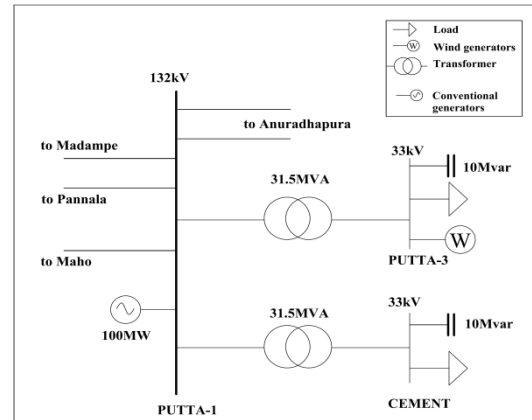 Load
W
Wind generators
Transformer
Conventional
generators
132kV
to Anuradhapura
to Madampe
33kV
10Mvar
31.5MVA
to Pannala
W
to Maho
PUTTA-3
33kV
31.5MVA
100MW
10Mvar
PUTTA-1
CEMENT